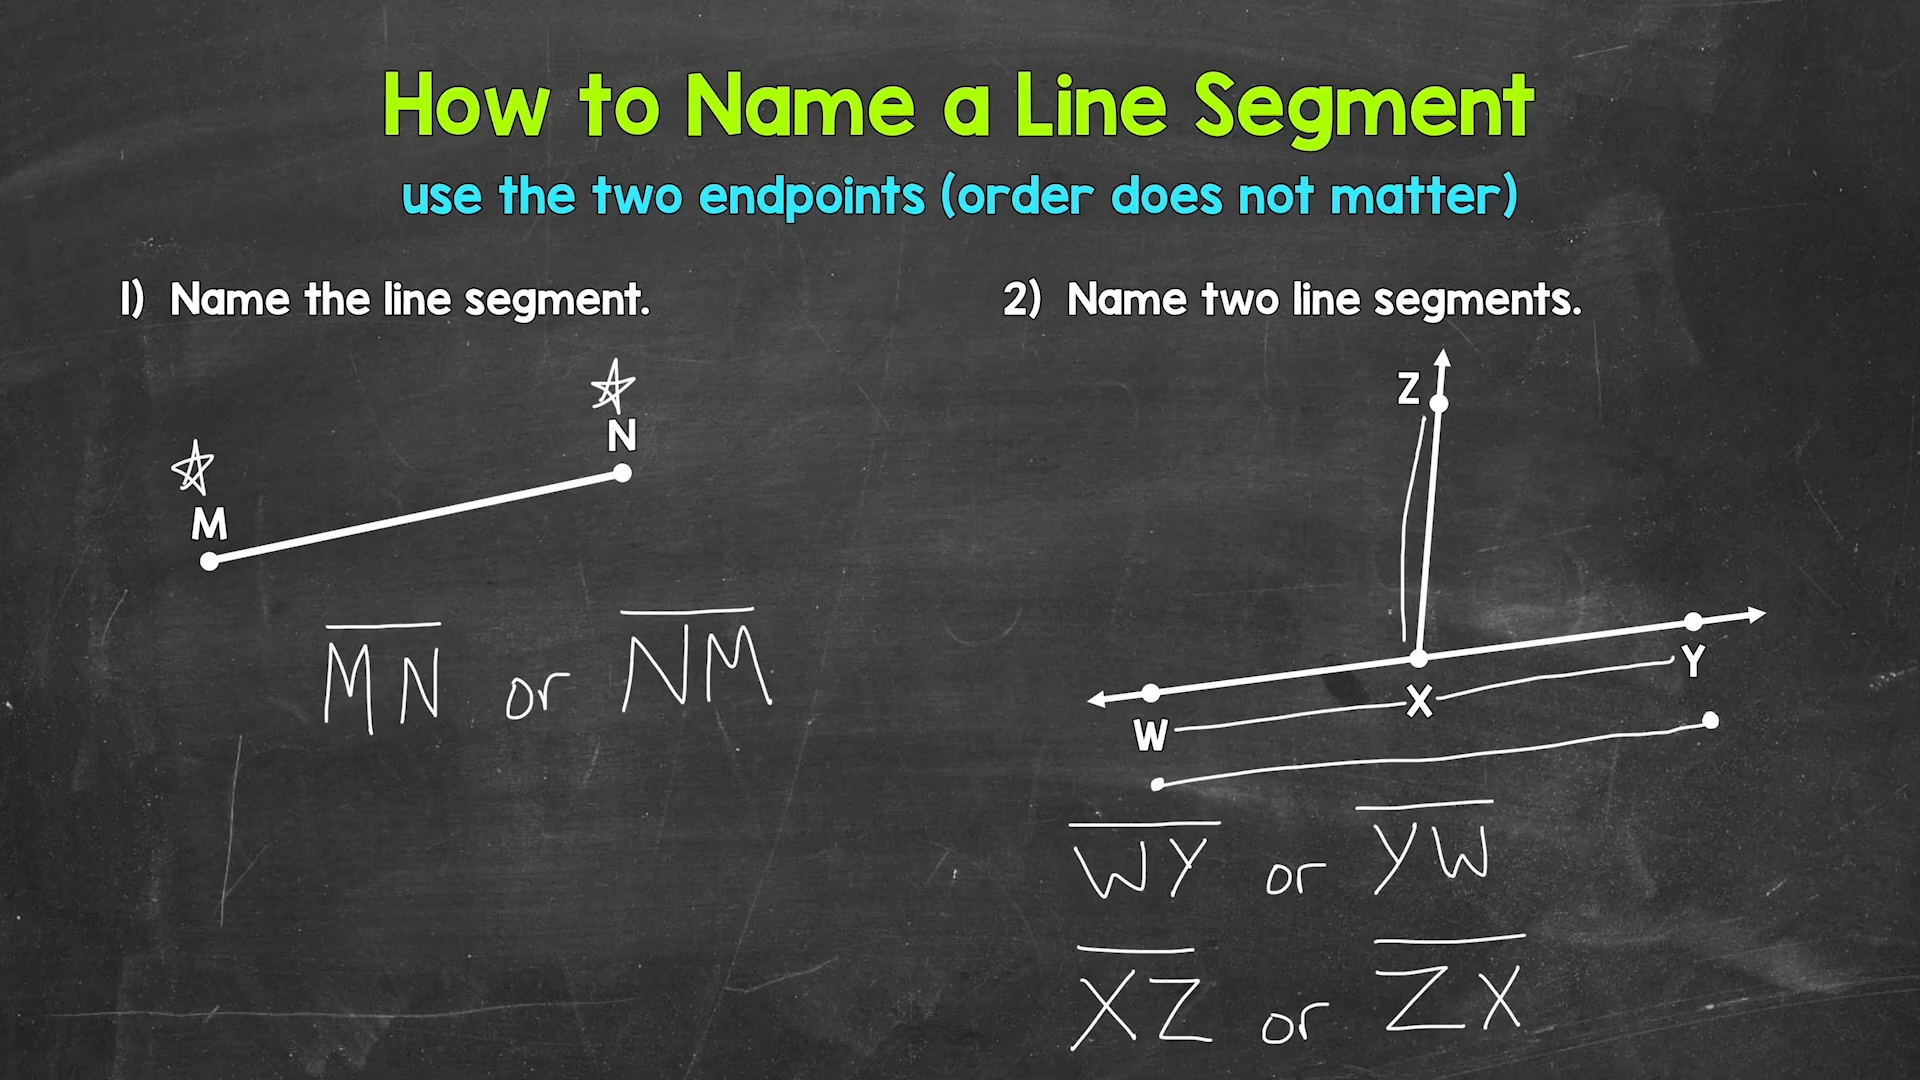 How to Name a Line Segment
use the two endpoints (order does not matter)
1) Name the line segment.
N
M
MN or NM
2) Name two line segments.
Z
Y
X
W
WY or YW
XZ or ZX